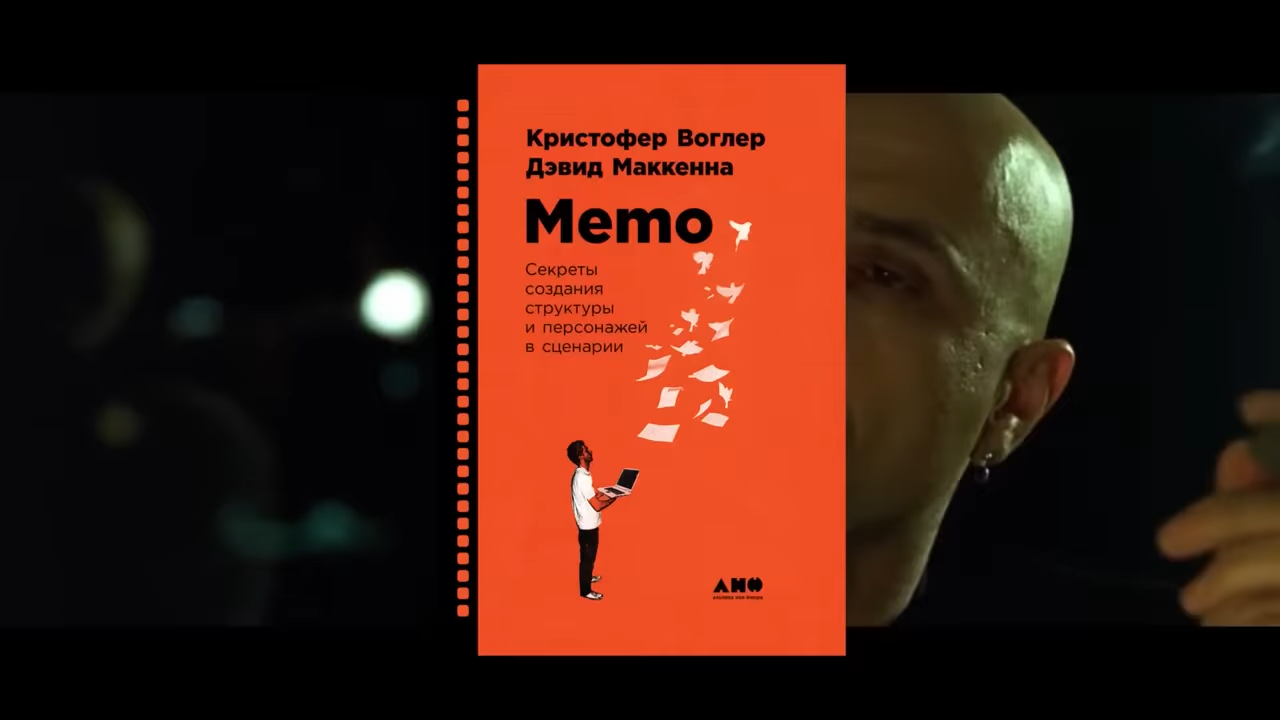 Кристофер Воглер
Дэвид Маккенна
Memo
Секреты
создания
структуры
и персонажей
в сценарии
АНФ